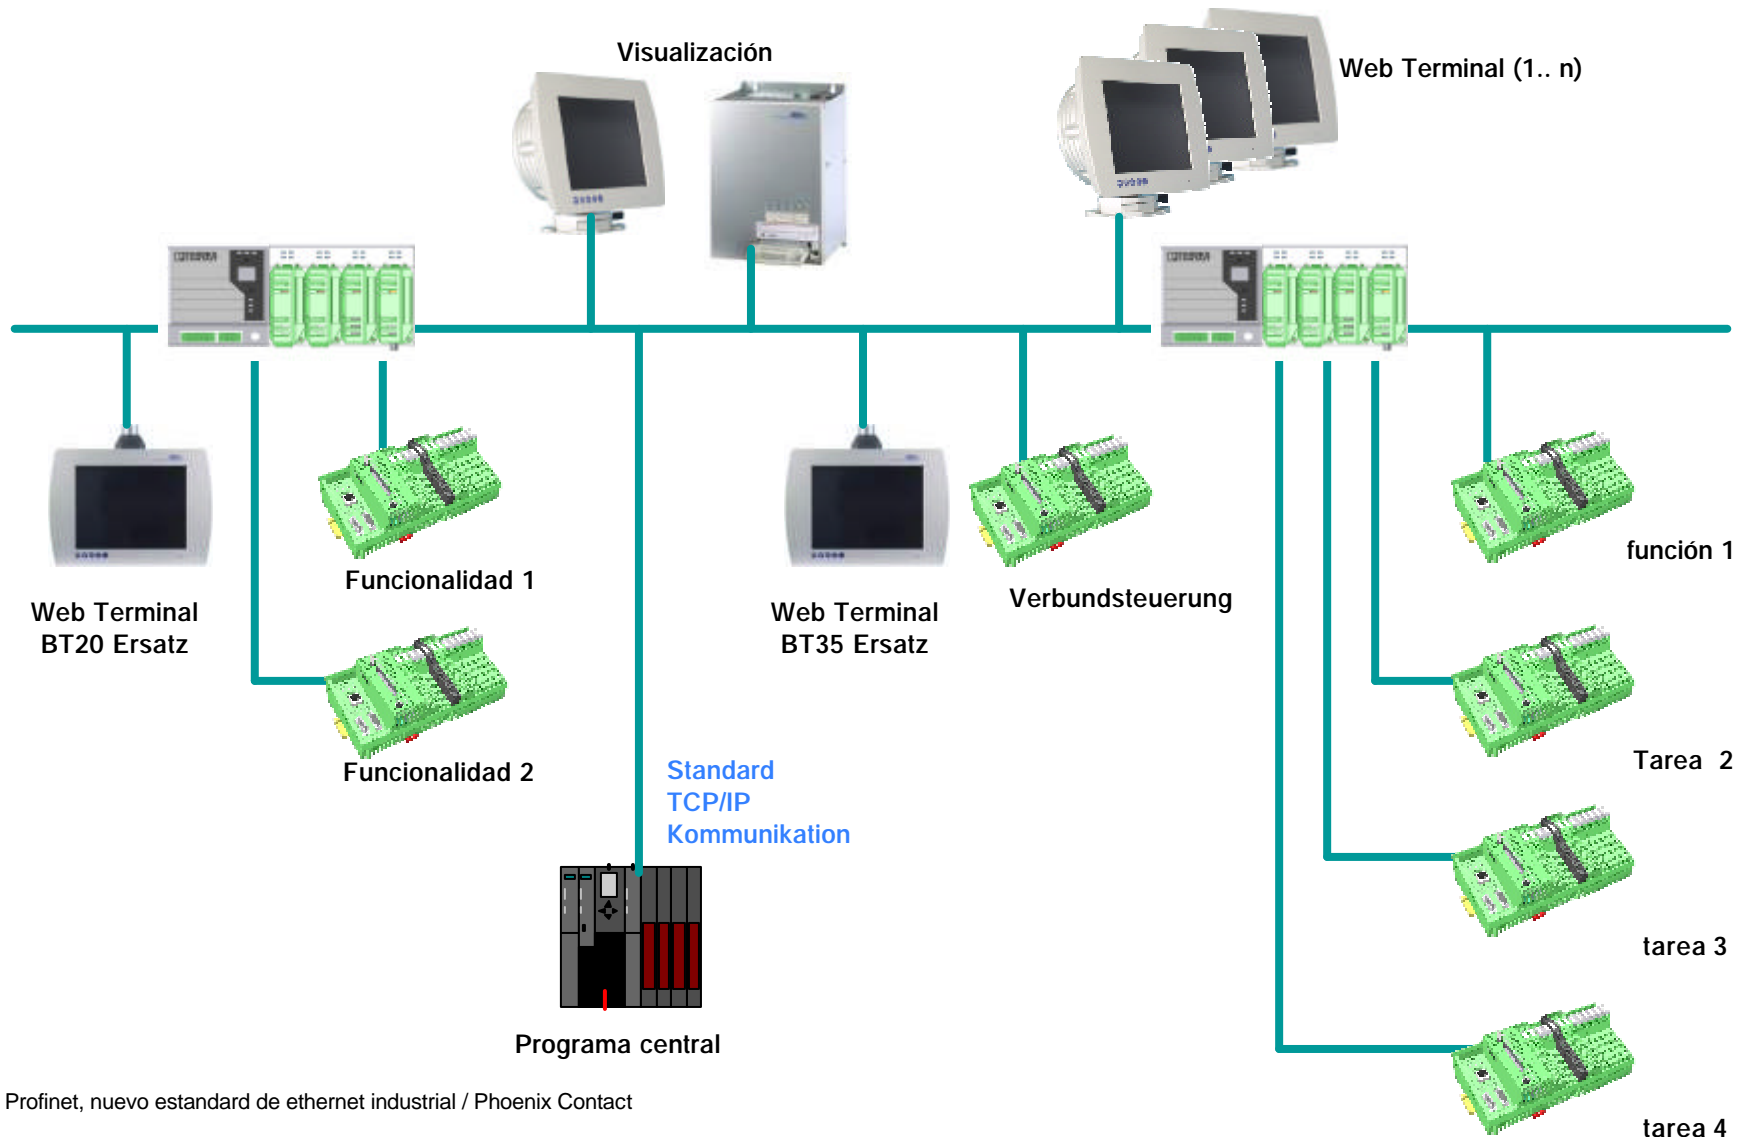 Visualización
Web Terminal (1.. n)
Funcionalidad 1
Web Terminal
BT20 Ersatz
Funcionalidad 2
Web Terminal
BT35 Ersatz
Verbundsteuerung
función 1
Tarea  2
tarea 3
tarea 4
Standard
TCP/IP
Kommunikation
Programa central
Profinet, nuevo estandard de ethernet industrial / Phoenix Contact